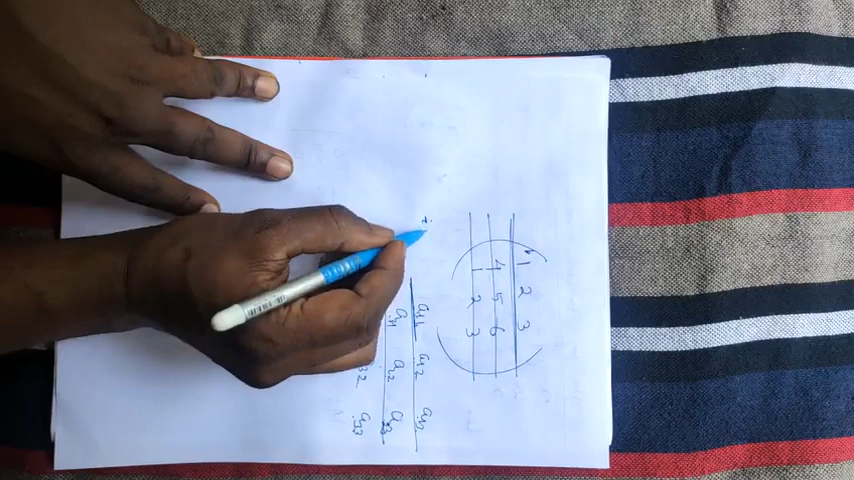 1 2 3
4 5 6
1 2 3
a11 a12 a13
a21 a22 a23
a32 a33